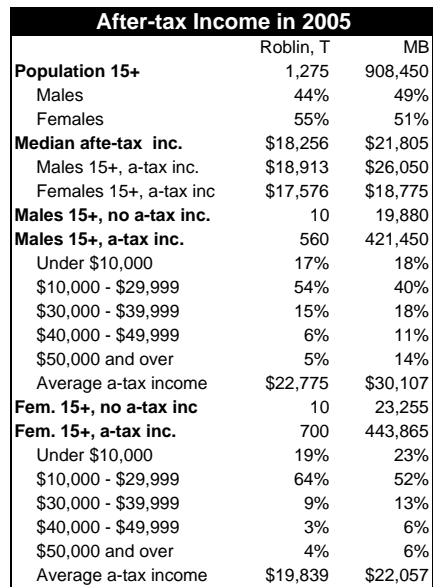 After-tax Income in 2005
Roblin, T MB
Population 15+ 1,275 908,450
Males 44% 49%
Females 55% 51%
Median afte-tax inc. $18,256 $21,805
Males 15+, a-tax inc. $18,913 $26,050
Females 15+, a-tax inc $17,576 $18,775
Males 15+, no a-tax inc. 10 19,880
Males 15+, a-tax inc. 560 421,450
Under $10,000 17% 18%
$10,000 - $29,999 54% 40%
$30,000 - $39,999 15% 18%
$40,000 - $49,999 6% 11%
$50,000 and over 5% 14%
Average a-tax income $22,775 $30,107
Fem. 15+, no a-tax inc 10 23,255
Fem. 15+, a-tax inc. 700 443,865
Under $10,000 19% 23%
$10,000 - $29,999 64% 52%
$30,000 - $39,999 9% 13%
$40,000 - $49,999 3% 6%
$50,000 and over 4% 6%
Average a-tax income $19,839 $22,057